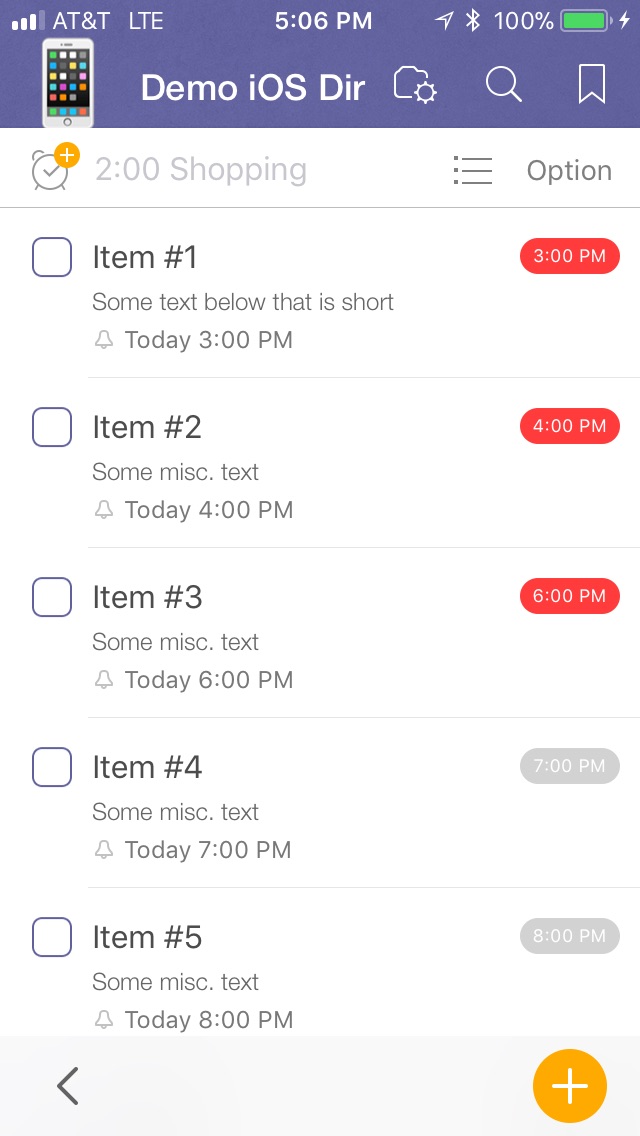 AT&T LTE 5:06 PM 100%
Demo iOS Dir
2:00 Shopping Option
Item #1 3:00 PM
Some text below that is short
Today 3:00 PM
Item #2 4:00 PM
Some misc. text
Today 4:00 PM
Item #3 6:00 PM
Some misc. text
Today 6:00 PM
Item #4 7:00 PM
Some misc. text
Today 7:00 PM
Item #5 8:00 PM
Some misc. text
Today 8:00 PM